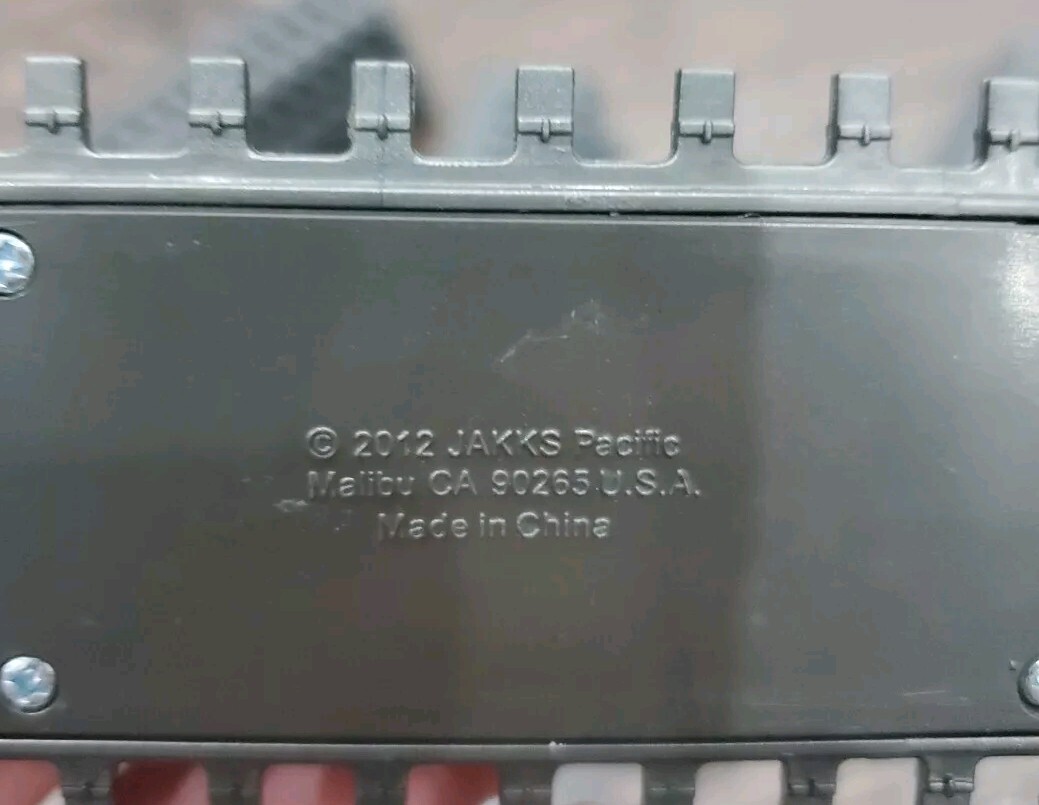 © 2012 JAKKS Pacific
Malibu CA 90265 U.S.A.
Made in China